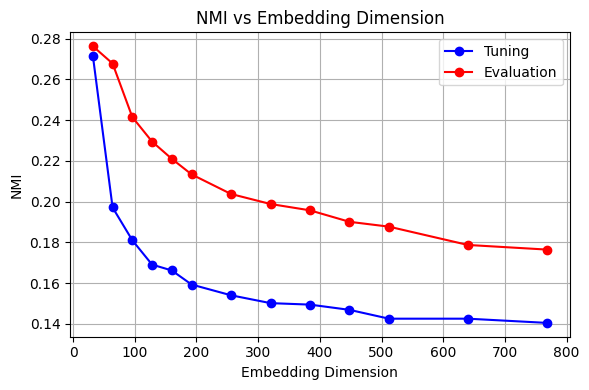 NMI vs Embedding Dimension
Tuning
Evaluation
NMI
0.28
0.26
0.24
0.22
0.20
0.18
0.16
0.14
0 100 200 300 400 500 600 700 800
Embedding Dimension